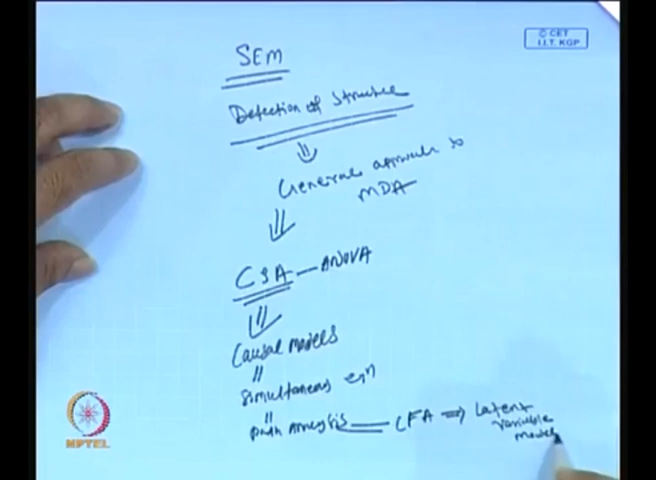 © CET
I.I.T. KGP
SEM
Detection of Structure
General approach to
MDA
CSA — ANOVA
Causal models
Simultaneous eqn
path analysis — CFA ⇒ Latent
variable
model
NPTEL